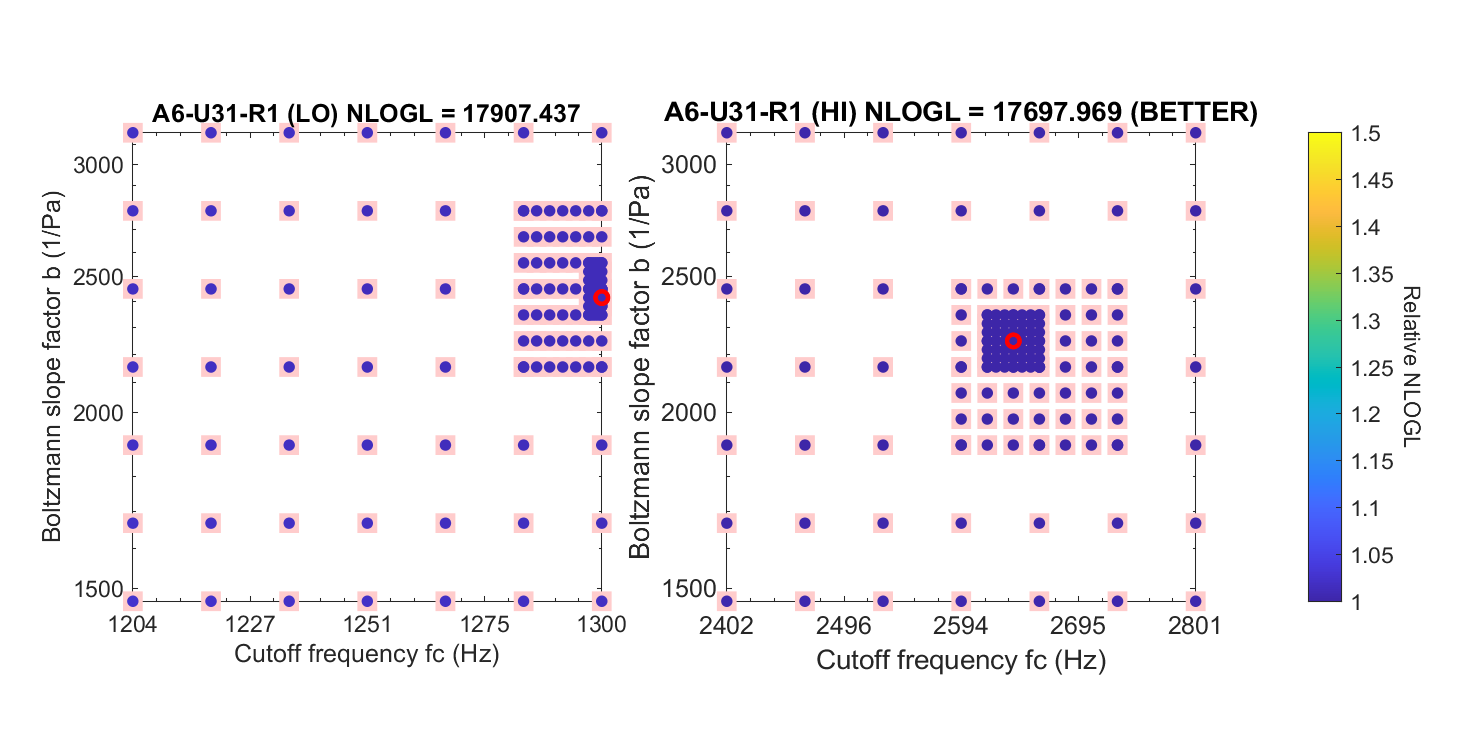 A6-U31-R1 (LO) NLOGL = 17907.437
Boltzmann slope factor b (1/Pa)
3000
2500
2000
1500
1204 1227 1251 1275 1300
Cutoff frequency fc (Hz)
A6-U31-R1 (HI) NLOGL = 17697.969 (BETTER)
Boltzmann slope factor b (1/Pa)
3000
2500
2000
1500
2402 2496 2594 2695 2801
Cutoff frequency fc (Hz)
1.5
1.45
1.4
1.35
1.3
1.25
1.2
1.15
1.1
1.05
1
Relative NLOGL